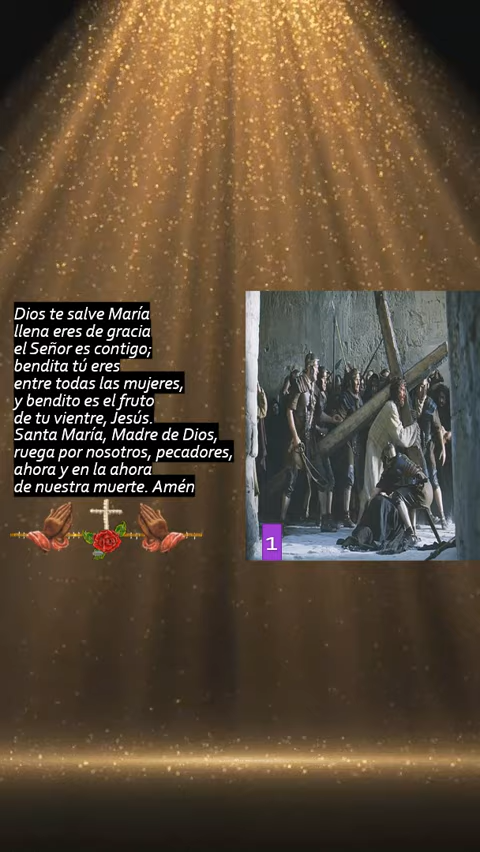 Dios te salve María
llena eres de gracia
el Señor es contigo;
bendita tú eres
entre todas las mujeres,
y bendito es el fruto
de tu vientre, Jesús.
Santa María, Madre de Dios,
ruega por nosotros, pecadores,
ahora y en la ahora
de nuestra muerte. Amén
1